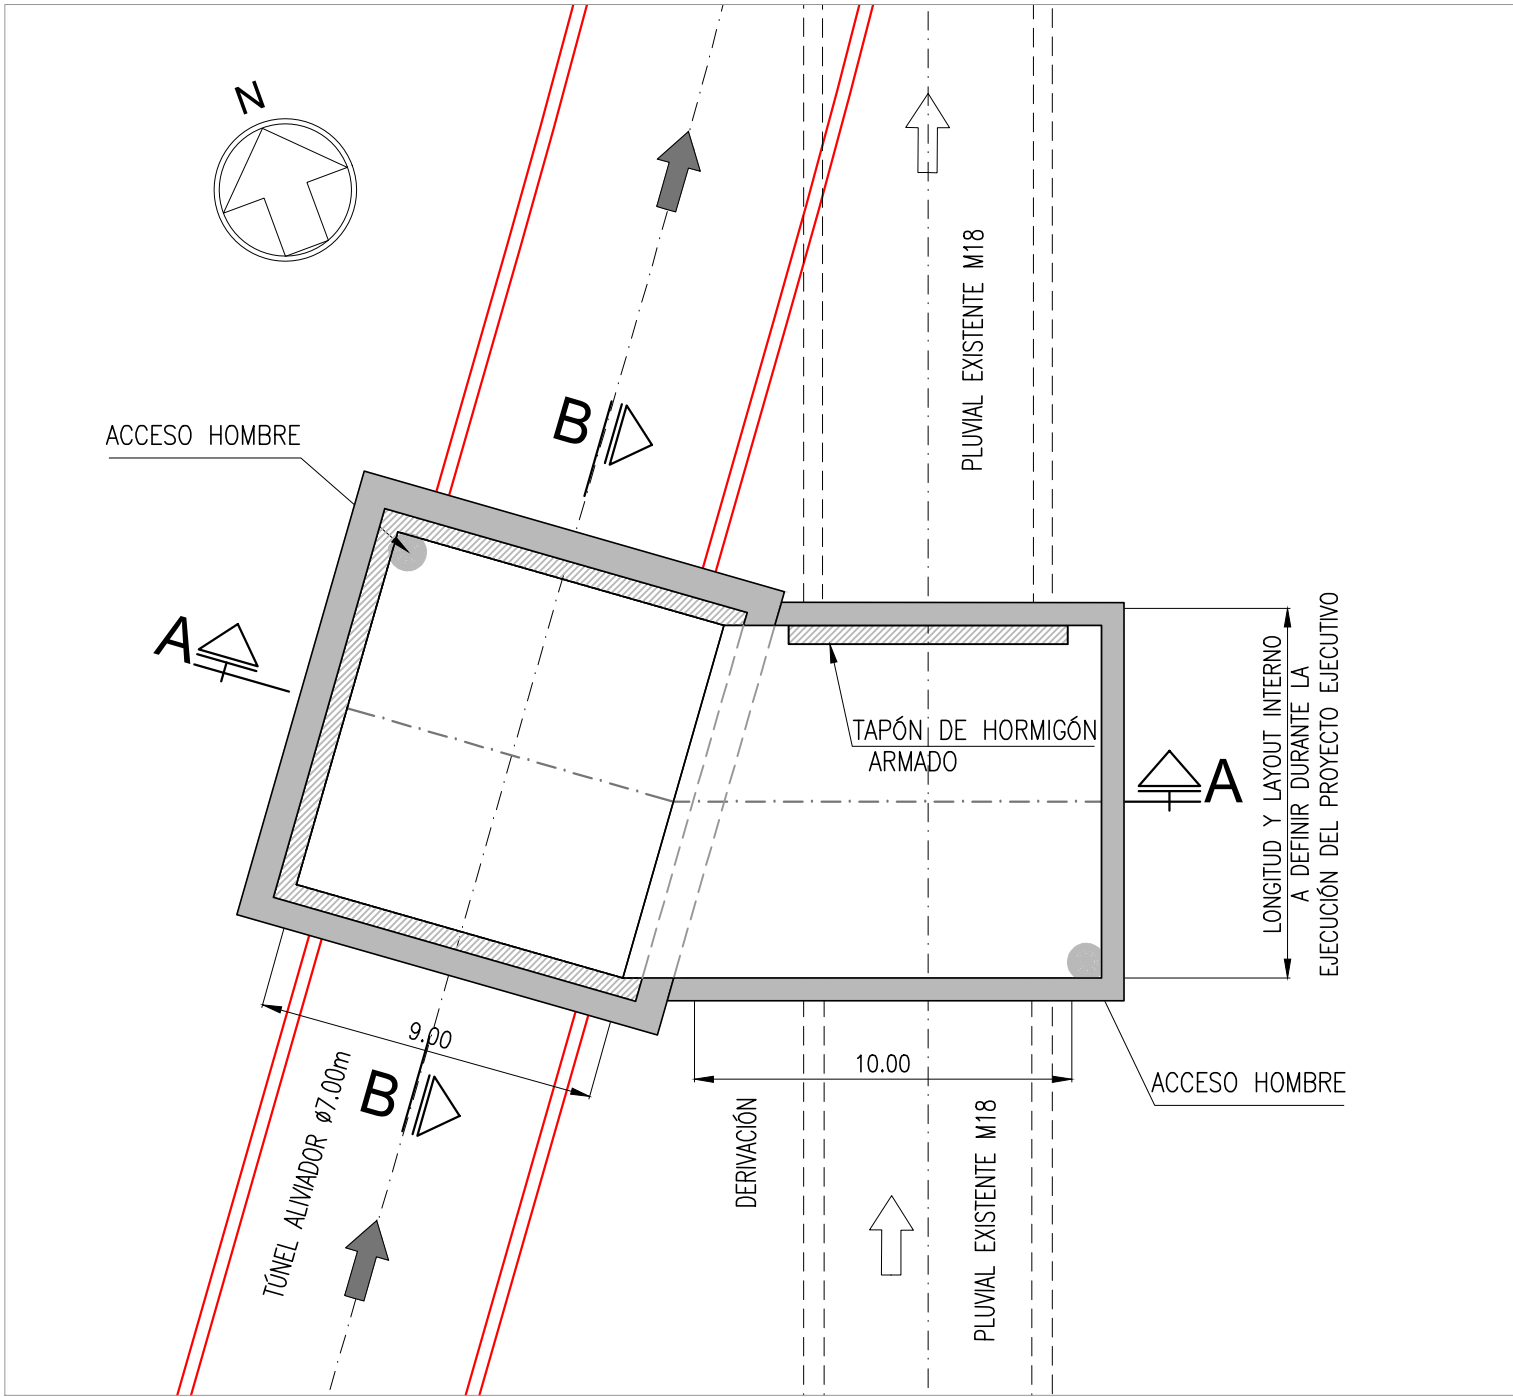 N
PLUVIAL EXISTENTE M18
B
ACCESO HOMBRE
A
TAPÓN DE HORMIGÓN
ARMADO
A
LONGITUD Y LAYOUT INTERNO
A DEFINIR DURANTE LA
EJECUCIÓN DEL PROYECTO EJECUTIVO
9.00
10.00
B
TÚNEL ALIVIADOR ø7.00m
DERIVACIÓN
PLUVIAL EXISTENTE M18
ACCESO HOMBRE